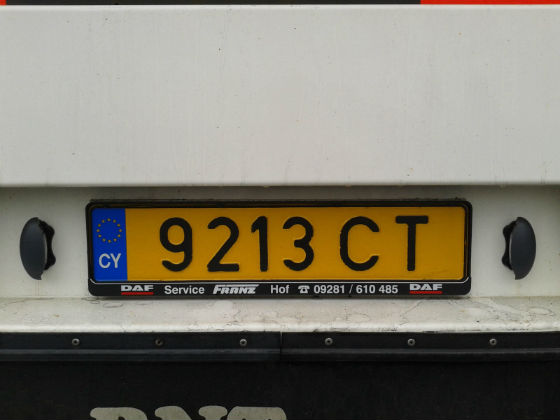 CY 9213 CT
DAF Service FRANZ Hof ☎ 09281 / 610 485 DAF